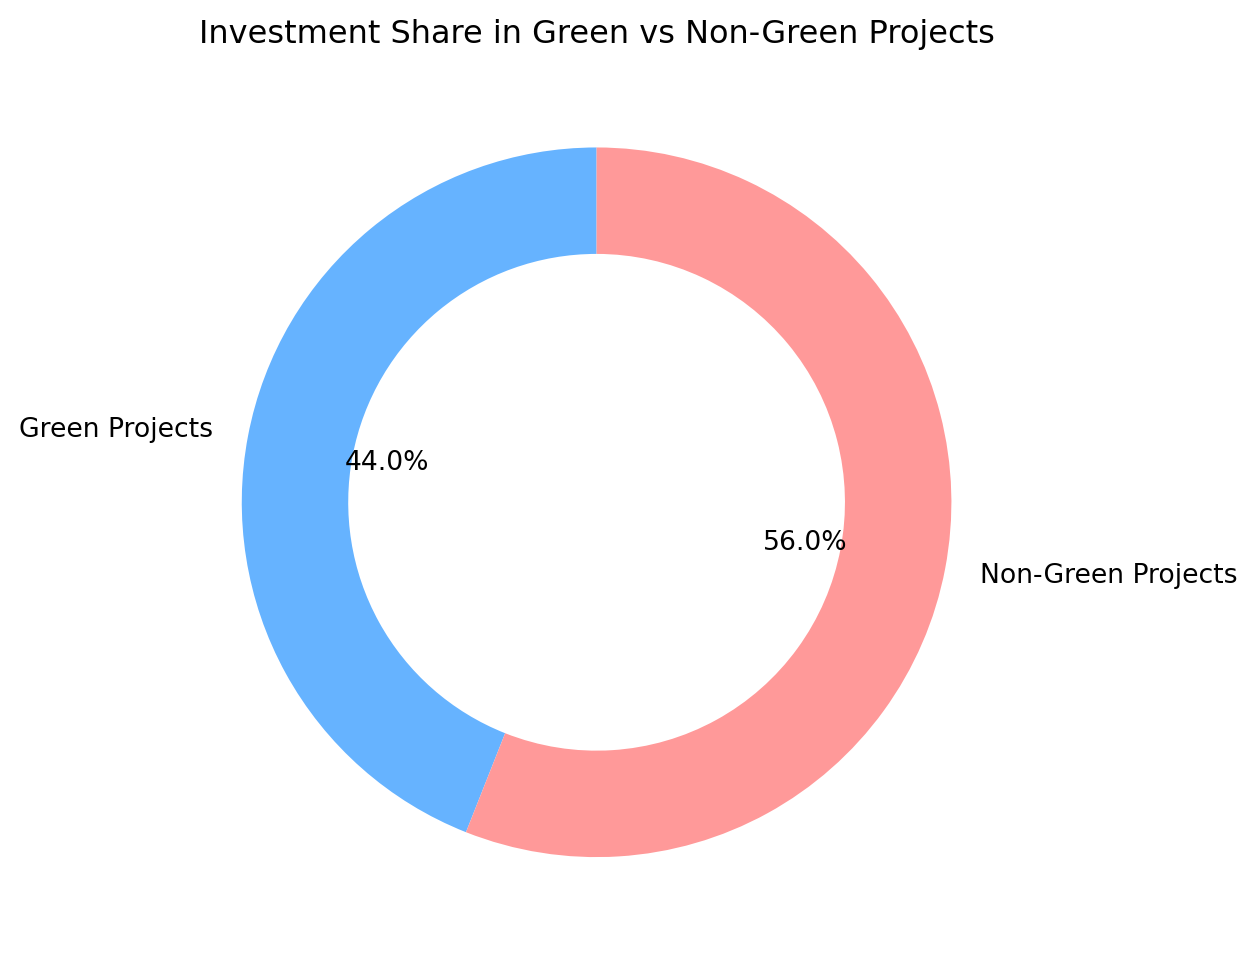 Investment Share in Green vs Non-Green Projects
Green Projects
44.0%
56.0%
Non-Green Projects